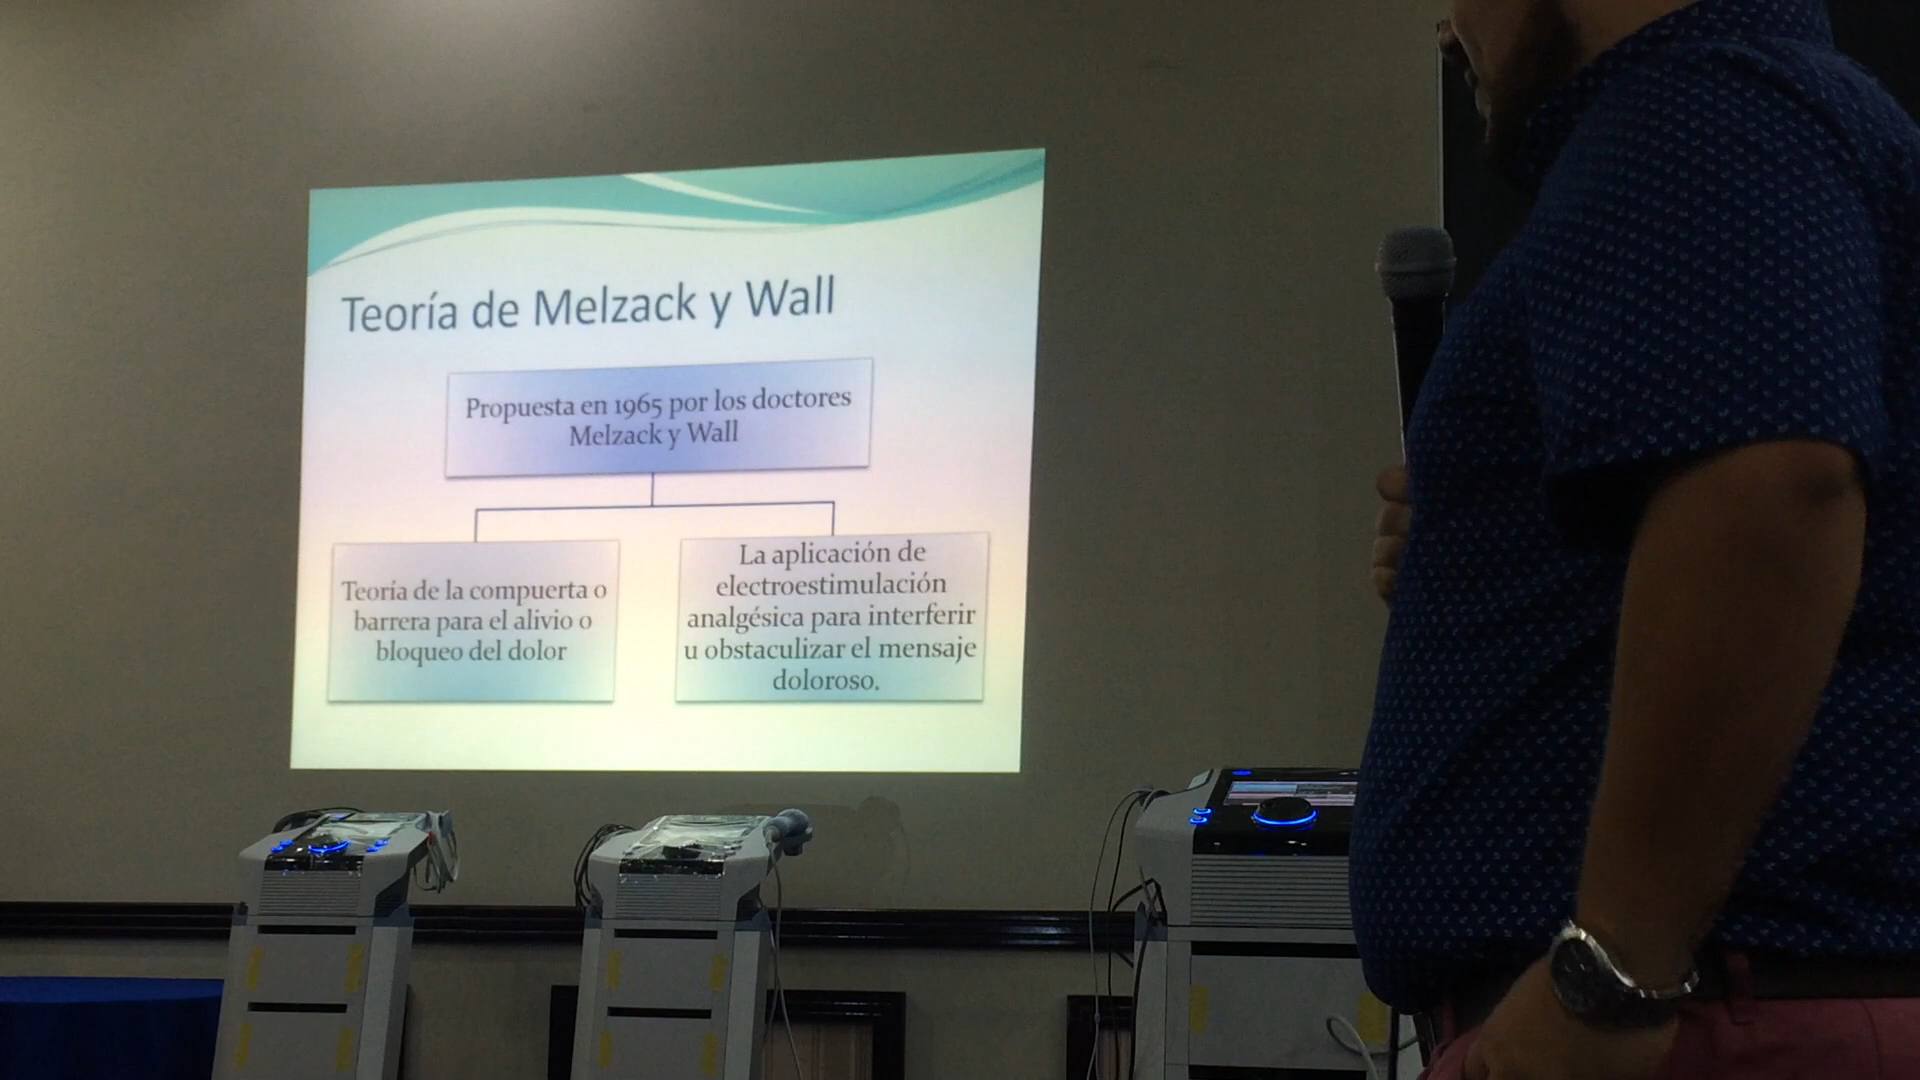 Teoría de Melzack y Wall
Propuesta en 1965 por los doctores
Melzack y Wall
Teoría de la compuerta o
barrera para el alivio o
bloqueo del dolor
La aplicación de
electroestimulación
analgésica para interferir
u obstaculizar el mensaje
doloroso.